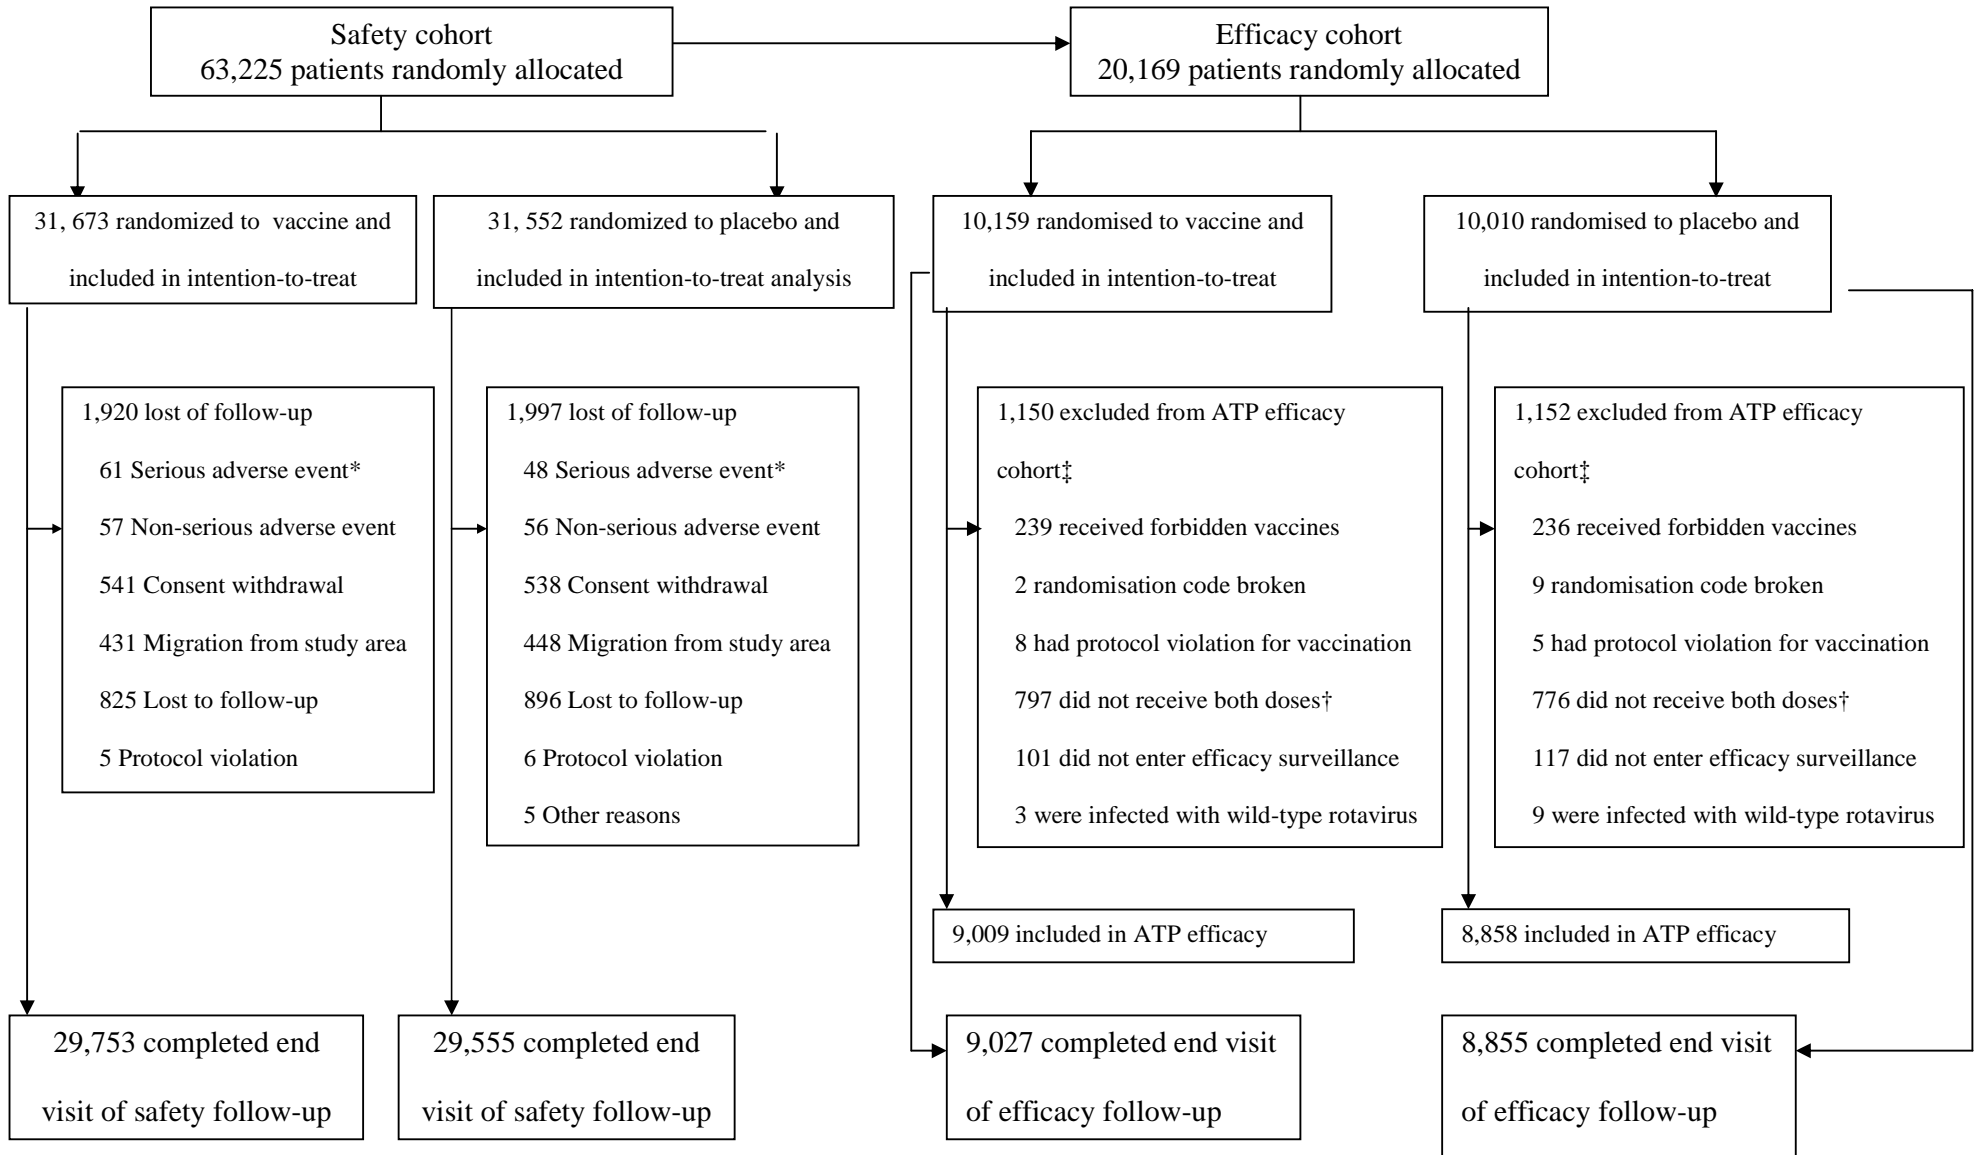 Safety cohort
63,225 patients randomly allocated
Efficacy cohort
20,169 patients randomly allocated
31, 673 randomized to vaccine and
included in intention-to-treat
31, 552 randomized to placebo and
included in intention-to-treat analysis
10,159 randomised to vaccine and
included in intention-to-treat
10,010 randomised to placebo and
included in intention-to-treat
1,920 lost of follow-up
61 Serious adverse event*
57 Non-serious adverse event
541 Consent withdrawal
431 Migration from study area
825 Lost to follow-up
5 Protocol violation
1,997 lost of follow-up
48 Serious adverse event*
56 Non-serious adverse event
538 Consent withdrawal
448 Migration from study area
896 Lost to follow-up
6 Protocol violation
5 Other reasons
1,150 excluded from ATP efficacy
cohort‡
239 received forbidden vaccines
2 randomisation code broken
8 had protocol violation for vaccination
797 did not receive both doses†
101 did not enter efficacy surveillance
3 were infected with wild-type rotavirus
1,152 excluded from ATP efficacy
cohort‡
236 received forbidden vaccines
9 randomisation code broken
5 had protocol violation for vaccination
776 did not receive both doses†
117 did not enter efficacy surveillance
9 were infected with wild-type rotavirus
9,009 included in ATP efficacy
8,858 included in ATP efficacy
29,753 completed end
visit of safety follow-up
29,555 completed end
visit of safety follow-up
9,027 completed end visit
of efficacy follow-up
8,855 completed end visit
of efficacy follow-up